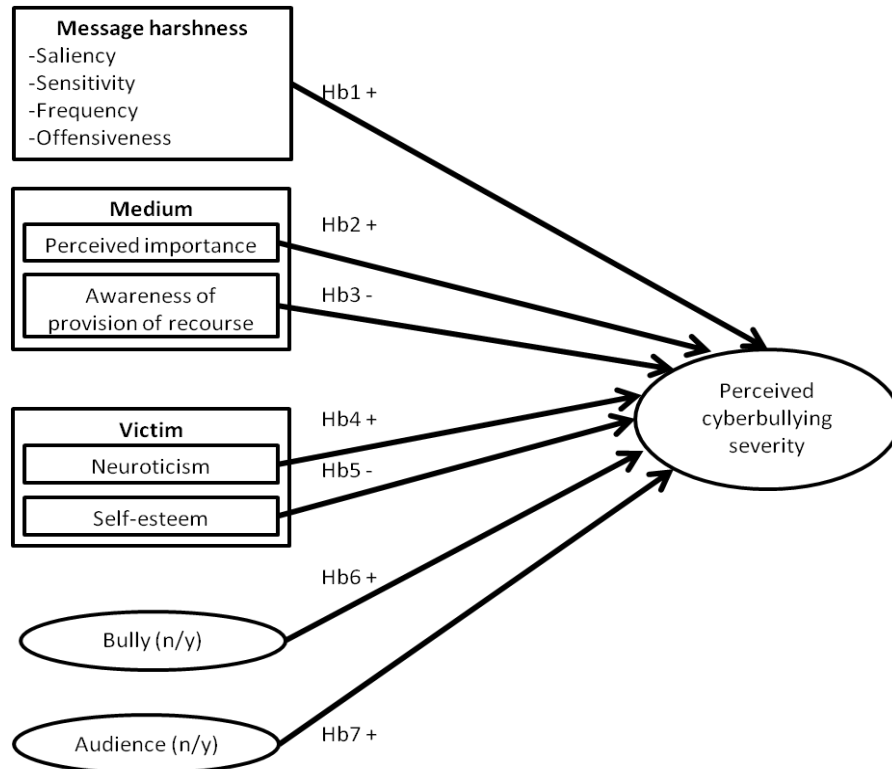 Message harshness
-Saliency
-Sensitivity
-Frequency
-Offensiveness
Hb1 +
Medium
Perceived importance
Awareness of
provision of recourse
Hb2 +
Hb3 -
Victim
Neuroticism
Self-esteem
Hb4 +
Hb5 -
Bully (n/y)
Hb6 +
Audience (n/y)
Hb7 +
Perceived
cyberbullying
severity